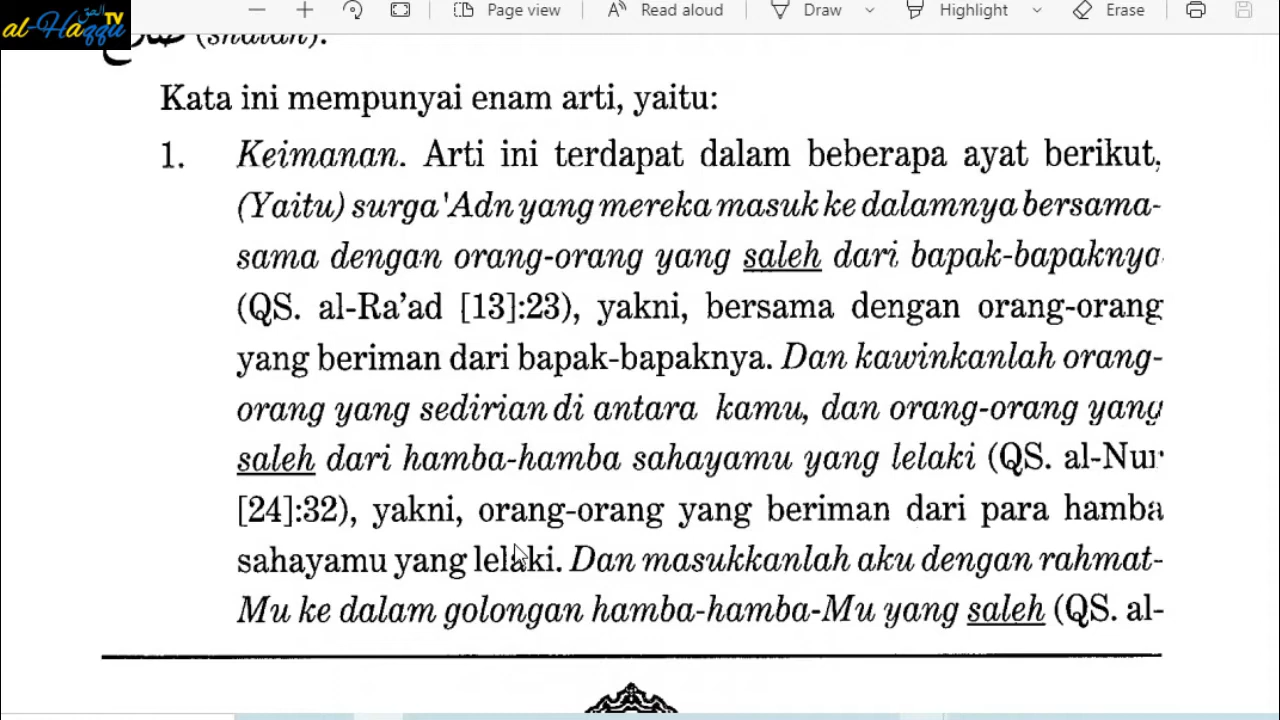 الحق
TV
al-Haqqu
Page view
Read aloud
Draw
Highlight
Erase
(shalah).
Kata ini mempunyai enam arti, yaitu:
1. Keimanan. Arti ini terdapat dalam beberapa ayat berikut,
(Yaitu) surga 'Adn yang mereka masuk ke dalamnya bersama-
sama dengan orang-orang yang saleh dari bapak-bapaknya
(QS. al-Ra’ad [13]:23), yakni, bersama dengan orang-orang
yang beriman dari bapak-bapaknya. Dan kawinkanlah orang-
orang yang sedirian di antara kamu, dan orang-orang yang
saleh dari hamba-hamba sahayamu yang lelaki (QS. al-Nur
[24]:32), yakni, orang-orang yang beriman dari para hamba
sahayamu yang lelaki. Dan masukkanlah aku dengan rahmat-
Mu ke dalam golongan hamba-hamba-Mu yang saleh (QS. al-